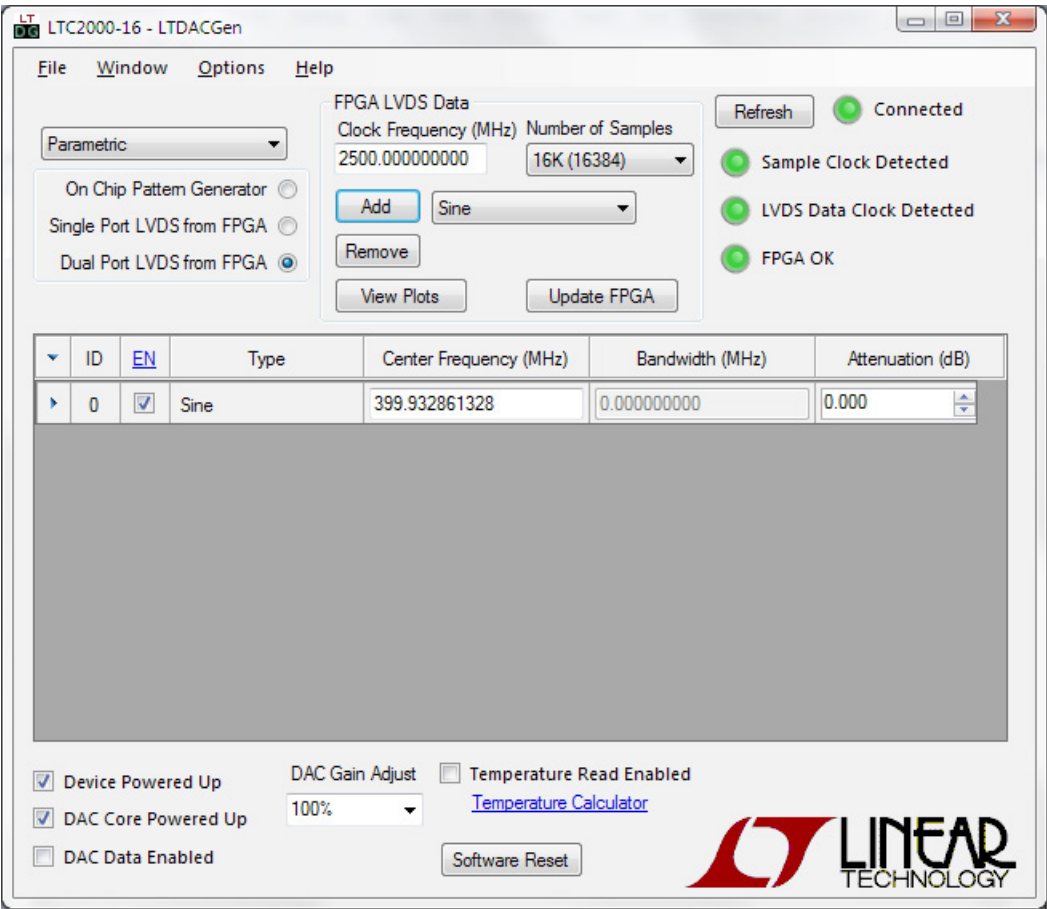 LT
DG
LTC2000-16 - LTDACGen
File Window Options Help
Parametric
On Chip Pattern Generator
Single Port LVDS from FPGA
Dual Port LVDS from FPGA
FPGA LVDS Data
Clock Frequency (MHz) Number of Samples
2500.000000000 16K (16384)
Add Sine
Remove
View Plots Update FPGA
Refresh Connected
Sample Clock Detected
LVDS Data Clock Detected
FPGA OK
ID EN Type Center Frequency (MHz) Bandwidth (MHz) Attenuation (dB)
0 Sine 399.932861328 0.000000000 0.000
Device Powered Up
DAC Core Powered Up
DAC Data Enabled
DAC Gain Adjust
100%
Temperature Read Enabled
Temperature Calculator
Software Reset
LINEAR
TECHNOLOGY